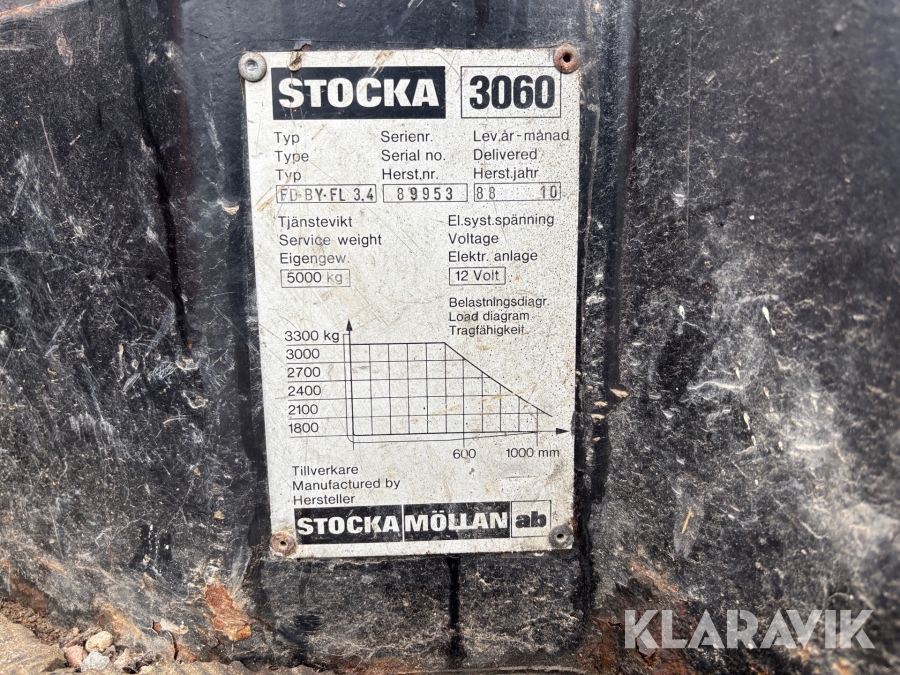 STOCKA 3060
Typ Serienr. Lev.år-månad
Type Serial no. Delivered
Typ Herst.nr. Herst.jahr
FD-BY-FL 3.4 89953 88 10
Tjänstevikt El.syst.spänning
Service weight Voltage
Eigengew. Elektr. anlage
5000 kg 12 Volt
Belastningsdiagr.
Load diagram
Tragfähigkeit
3300 kg
3000
2700
2400
2100
1800
600 1000 mm
Tillverkare
Manufactured by
Hersteller
STOCKA MÖLLAN ab
KLARAVIK